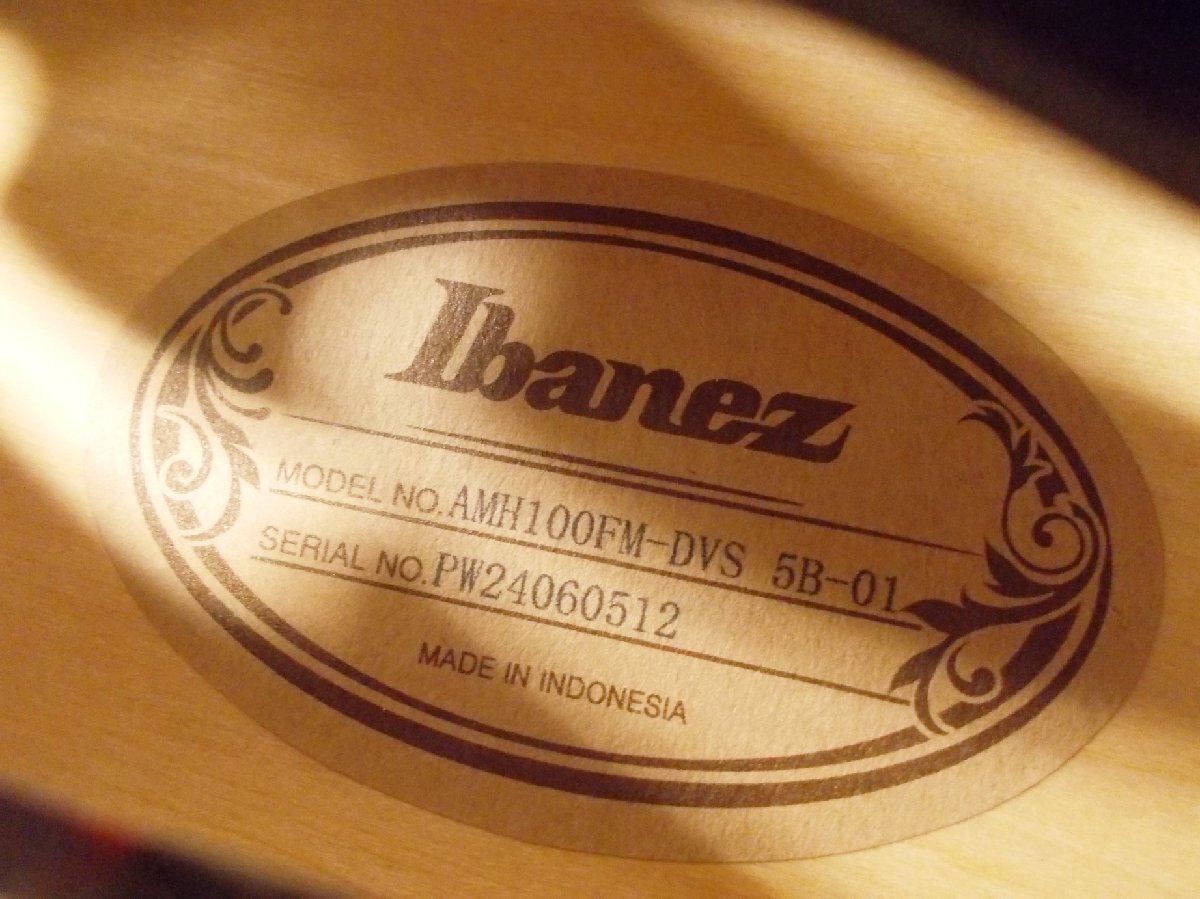 Ibanez
MODEL NO. AMH100FM-DVS 5B-01
SERIAL NO. PW24060512
MADE IN INDONESIA